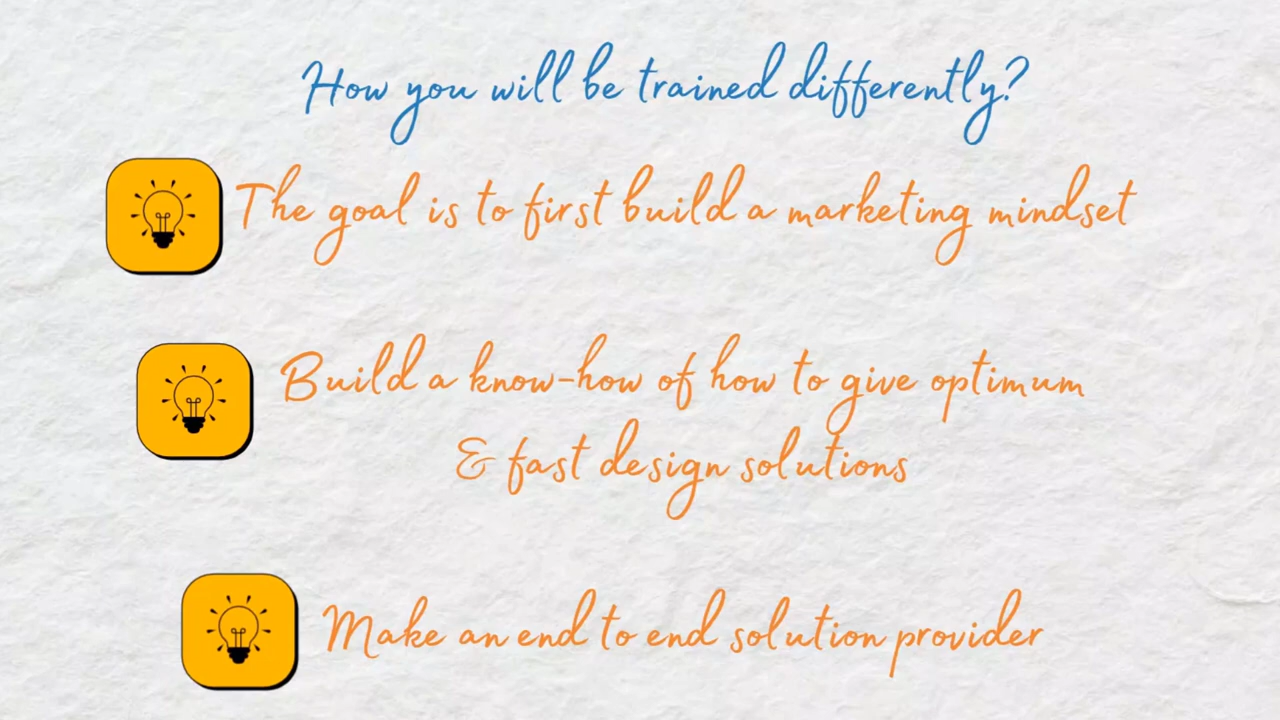 How you will be trained differently?
The goal is to first build a marketing mindset
Build a know-how of how to give optimum
& fast design solutions
Make an end to end solution provider